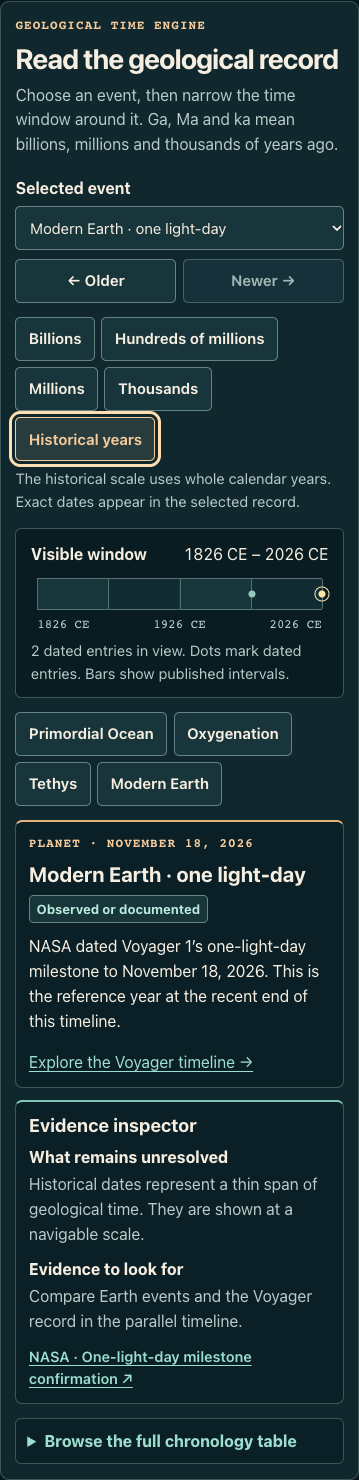 GEOLOGICAL TIME ENGINE
Read the geological record
Choose an event, then narrow the time
window around it. Ga, Ma and ka mean
billions, millions and thousands of years ago.
Selected event
Modern Earth · one light-day
← Older
Newer →
Billions
Hundreds of millions
Millions
Thousands
Historical years
The historical scale uses whole calendar years.
Exact dates appear in the selected record.
Visible window
1826 CE – 2026 CE
1826 CE
1926 CE
2026 CE
2 dated entries in view. Dots mark dated
entries. Bars show published intervals.
Primordial Ocean
Oxygenation
Tethys
Modern Earth
PLANET · NOVEMBER 18, 2026
Modern Earth · one light-day
Observed or documented
NASA dated Voyager 1’s one-light-day
milestone to November 18, 2026. This is
the reference year at the recent end of
this timeline.
Explore the Voyager timeline →
Evidence inspector
What remains unresolved
Historical dates represent a thin span of
geological time. They are shown at a
navigable scale.
Evidence to look for
Compare Earth events and the Voyager
record in the parallel timeline.
NASA · One-light-day milestone
confirmation ↗
▶ Browse the full chronology table